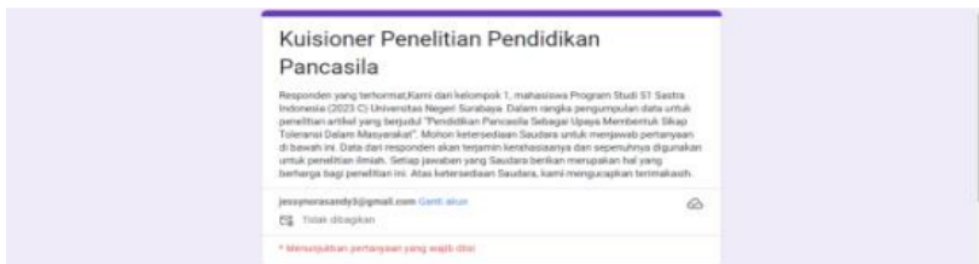 Kuisioner Penelitian Pendidikan
Pancasila
Responden yang terhormat,Kami dari kelompok 1, mahasiswa Program Studi S1 Sastra
Indonesia (2023 C) Universitas Negeri Surabaya. Dalam rangka pengumpulan data untuk
penelitian artikel yang berjudul "Pendidikan Pancasila Sebagai Upaya Membentuk Sikap
Toleransi Dalam Masyarakat". Mohon ketersediaan Saudara untuk menjawab pertanyaan
di bawah ini. Data dari responden akan terjamin kerahasiaanya dan sepenuhnya digunakan
untuk penelitian ilmiah. Setiap jawaban yang Saudara berikan merupakan hal yang
berharga bagi penelitian ini. Atas ketersediaan Saudara, kami mengucapkan terimakasih.
jessynorasandy3@gmail.com Ganti akun
Tidak dibagikan
* Menunjukkan pertanyaan yang wajib diisi